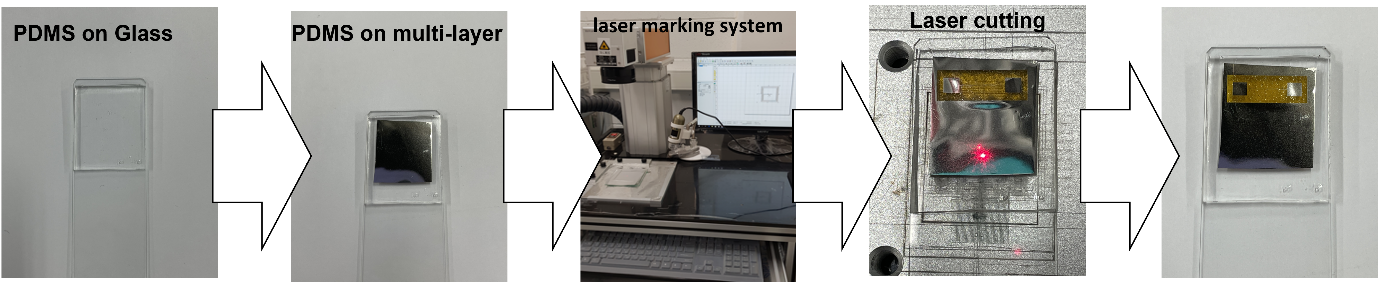 PDMS on Glass
PDMS on multi-layer
laser marking system
Laser cutting